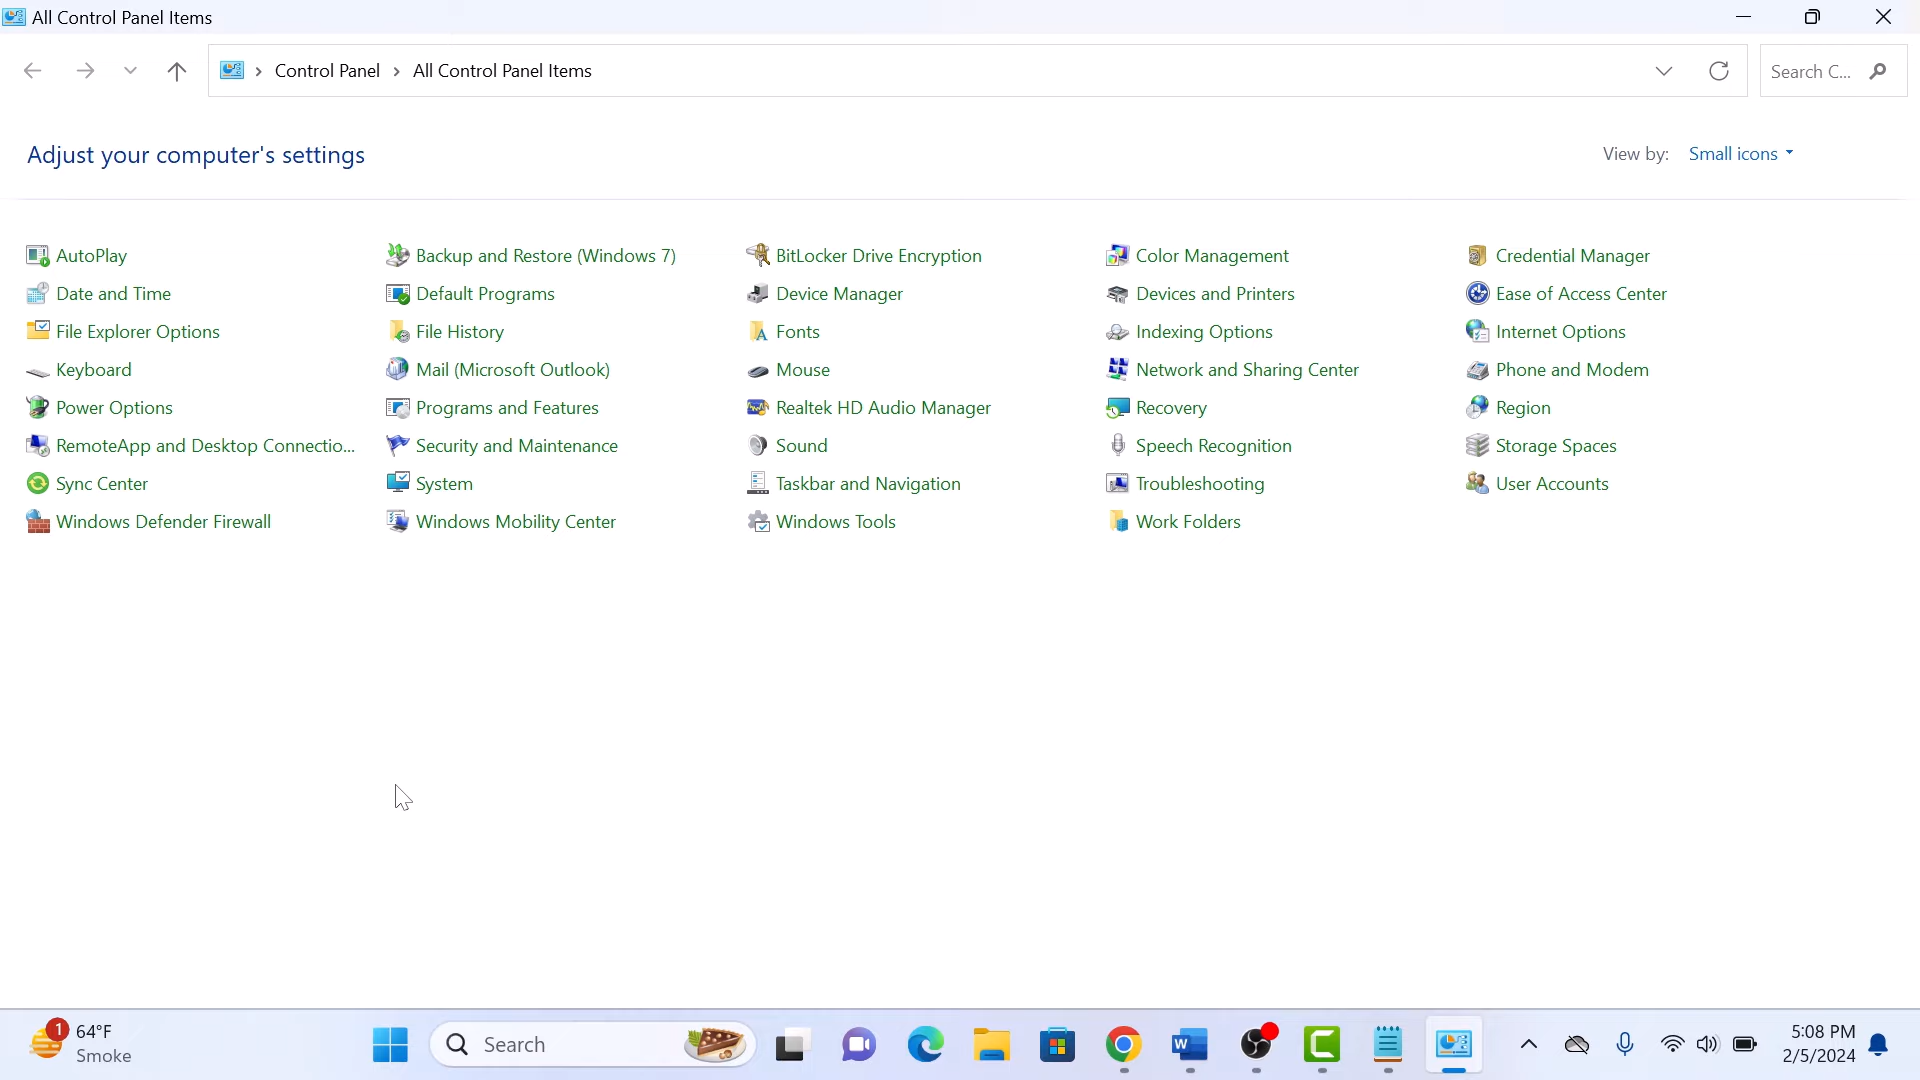 All Control Panel Items
Control Panel > All Control Panel Items
Search C...
Adjust your computer's settings
View by: Small icons
AutoPlay
Backup and Restore (Windows 7)
BitLocker Drive Encryption
Color Management
Credential Manager
Date and Time
Default Programs
Device Manager
Devices and Printers
Ease of Access Center
File Explorer Options
File History
Fonts
Indexing Options
Internet Options
Keyboard
Mail (Microsoft Outlook)
Mouse
Network and Sharing Center
Phone and Modem
Power Options
Programs and Features
Realtek HD Audio Manager
Recovery
Region
RemoteApp and Desktop Connectio...
Security and Maintenance
Sound
Speech Recognition
Storage Spaces
Sync Center
System
Taskbar and Navigation
Troubleshooting
User Accounts
Windows Defender Firewall
Windows Mobility Center
Windows Tools
Work Folders
1
64°F
Smoke
Search
W
5:08 PM
2/5/2024